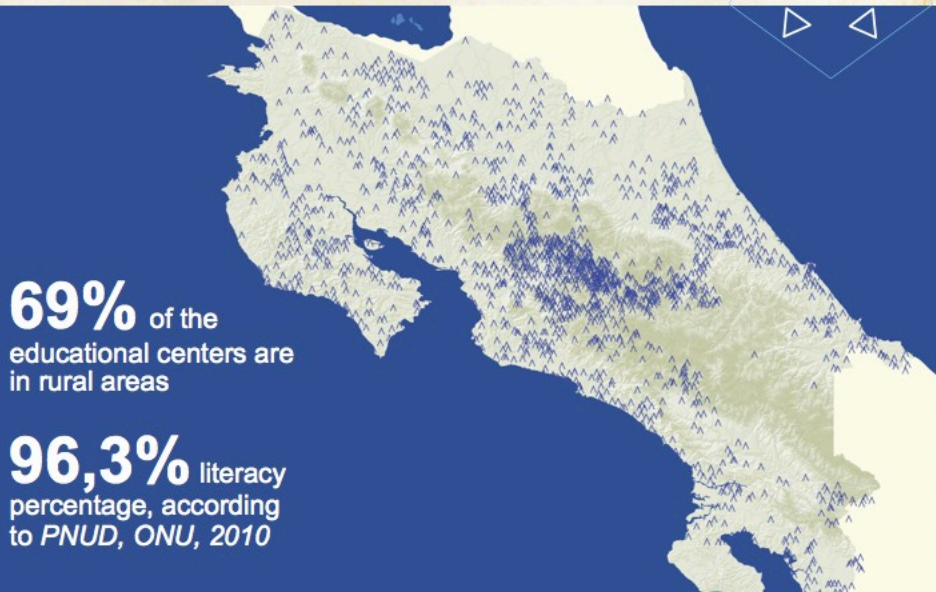 69% of the
educational centers are
in rural areas
96,3% literacy
percentage, according
to PNUD, ONU, 2010